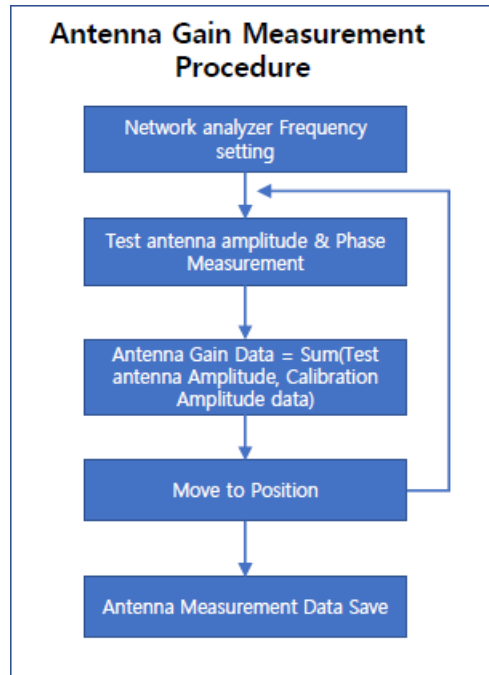 Antenna Gain Measurement
Procedure
Network analyzer Frequency
setting
Test antenna amplitude & Phase
Measurement
Antenna Gain Data = Sum(Test
antenna Amplitude, Calibration
Amplitude data)
Move to Position
Antenna Measurement Data Save